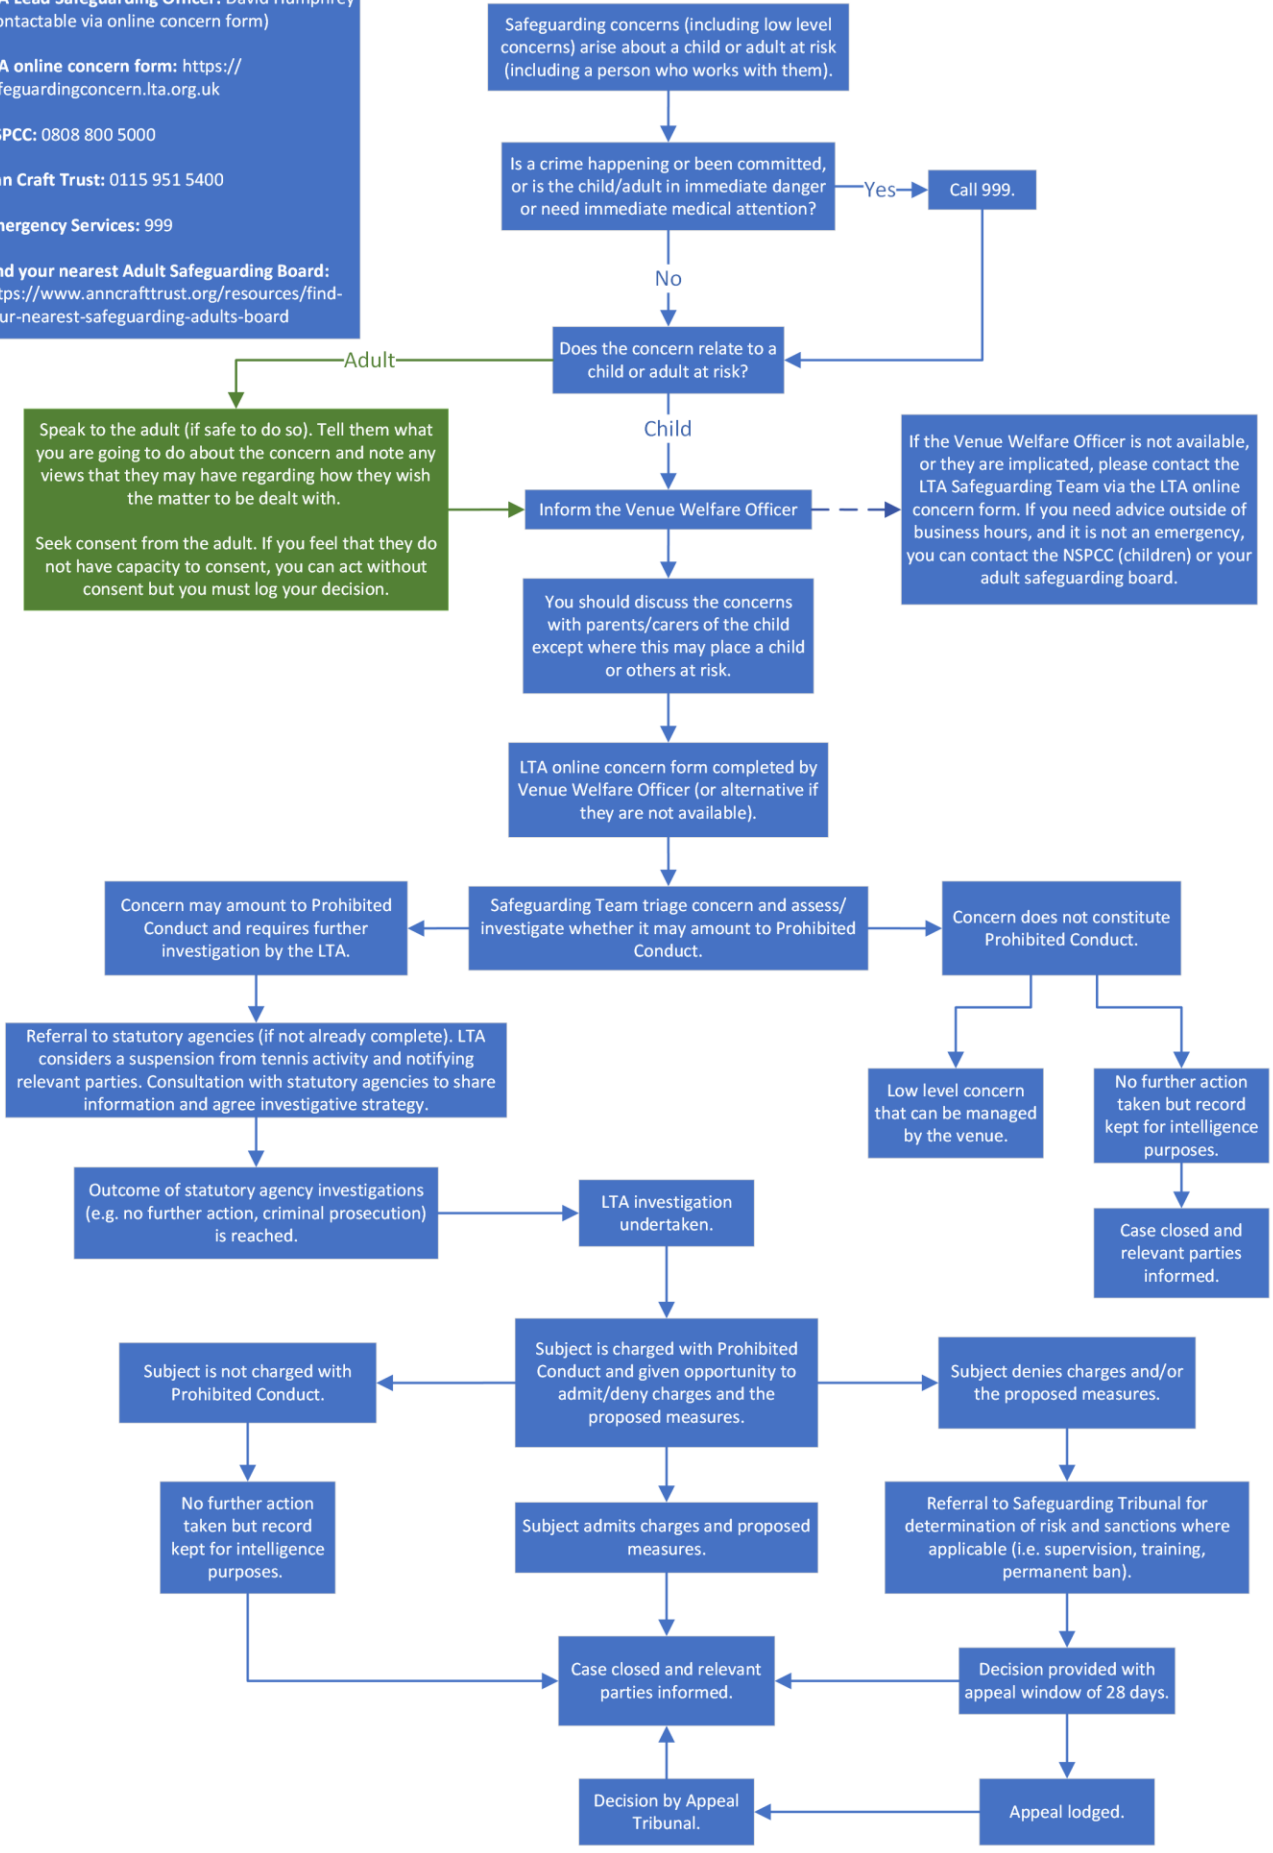 Lead Safeguarding Officer: David Humphrey
ontactable via online concern form)
A online concern form: https://
feguardingconcern.lta.org.uk
SPCC: 0808 800 5000
n Craft Trust: 0115 951 5400
nergency Services: 999
nd your nearest Adult Safeguarding Board:
tps://www.anncrafttrust.org/resources/find-
ur-nearest-safeguarding-adults-board
Safeguarding concerns (including low level
concerns) arise about a child or adult at risk
(including a person who works with them).
Is a crime happening or been committed,
or is the child/adult in immediate danger
or need immediate medical attention?
Yes
Call 999.
No
Does the concern relate to a
child or adult at risk?
Adult
Child
Speak to the adult (if safe to do so). Tell them what
you are going to do about the concern and note any
views that they may have regarding how they wish
the matter to be dealt with.
Seek consent from the adult. If you feel that they do
not have capacity to consent, you can act without
consent but you must log your decision.
Inform the Venue Welfare Officer
If the Venue Welfare Officer is not available,
or they are implicated, please contact the
LTA Safeguarding Team via the LTA online
concern form. If you need advice outside of
business hours, and it is not an emergency,
you can contact the NSPCC (children) or your
adult safeguarding board.
You should discuss the concerns
with parents/carers of the child
except where this may place a child
or others at risk.
LTA online concern form completed by
Venue Welfare Officer (or alternative if
they are not available).
Concern may amount to Prohibited
Conduct and requires further
investigation by the LTA.
Safeguarding Team triage concern and assess/
investigate whether it may amount to Prohibited
Conduct.
Concern does not constitute
Prohibited Conduct.
Referral to statutory agencies (if not already complete). LTA
considers a suspension from tennis activity and notifying
relevant parties. Consultation with statutory agencies to share
information and agree investigative strategy.
Low level concern
that can be managed
by the venue.
No further action
taken but record
kept for intelligence
purposes.
Outcome of statutory agency investigations
(e.g. no further action, criminal prosecution)
is reached.
LTA investigation
undertaken.
Case closed and
relevant parties
informed.
Subject is not charged with
Prohibited Conduct.
Subject is charged with Prohibited
Conduct and given opportunity to
admit/deny charges and the
proposed measures.
Subject denies charges and/or
the proposed measures.
No further action
taken but record
kept for intelligence
purposes.
Subject admits charges and proposed
measures.
Referral to Safeguarding Tribunal for
determination of risk and sanctions where
applicable (i.e. supervision, training,
permanent ban).
Case closed and relevant
parties informed.
Decision provided with
appeal window of 28 days.
Decision by Appeal
Tribunal.
Appeal lodged.